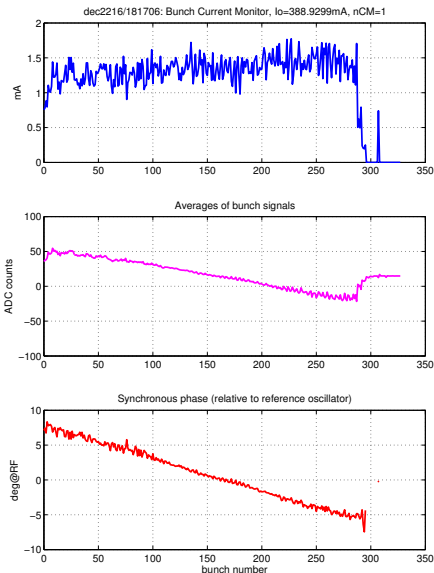 dec2216/181706: Bunch Current Monitor, Io=388.9299mA, nCM=1
2
1.5
1
0.5
0
mA
0 50 100 150 200 250 300 350
Averages of bunch signals
100
50
0
−50
−100
ADC counts
0 50 100 150 200 250 300 350
Synchronous phase (relative to reference oscillator)
10
5
0
−5
−10
deg@RF
0 50 100 150 200 250 300 350
bunch number